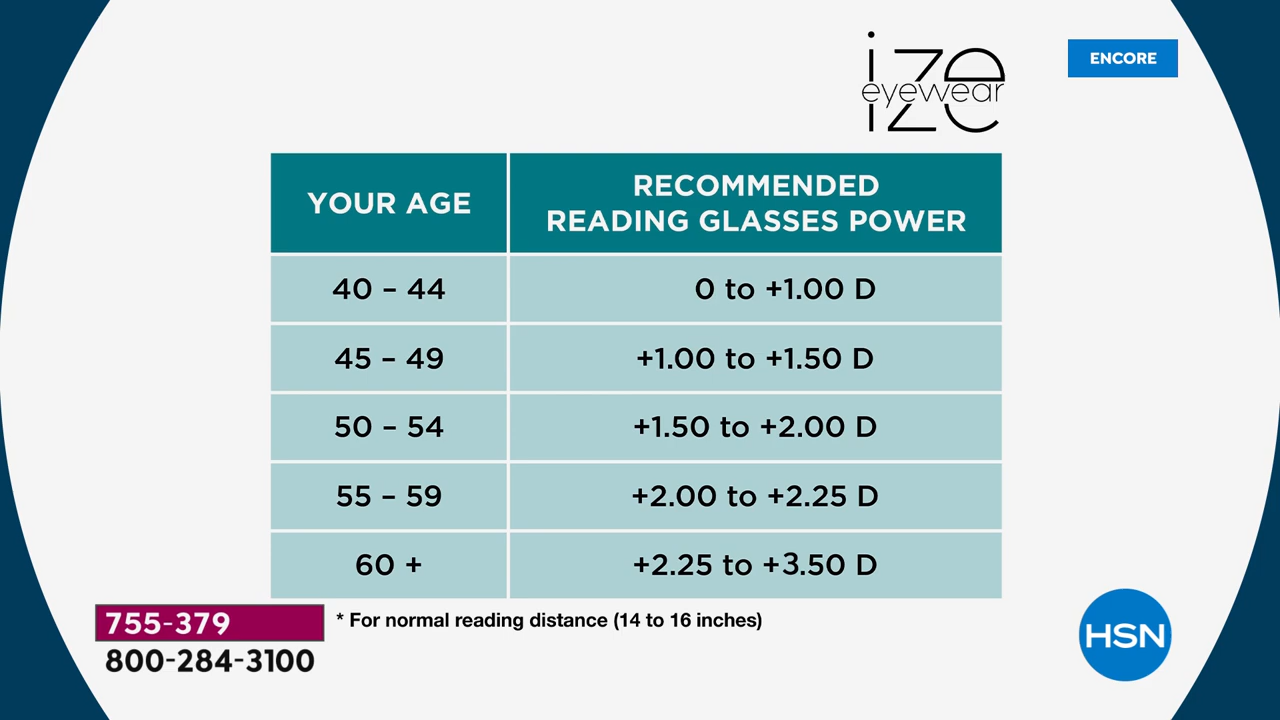 ize
eyewear
ENCORE
YOUR AGE
RECOMMENDED
READING GLASSES POWER
40 – 44
0 to +1.00 D
45 – 49
+1.00 to +1.50 D
50 – 54
+1.50 to +2.00 D
55 – 59
+2.00 to +2.25 D
60 +
+2.25 to +3.50 D
755-379
* For normal reading distance (14 to 16 inches)
800-284-3100
HSN